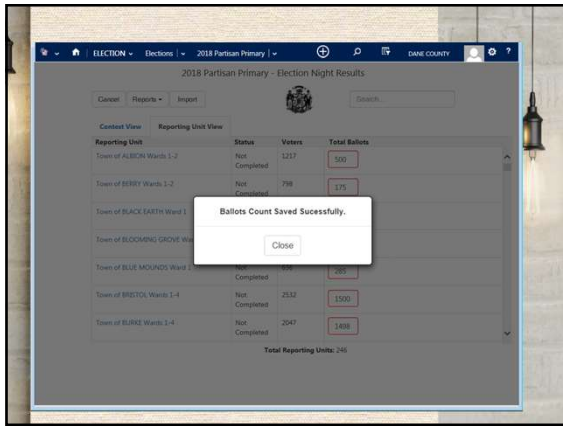 ELECTION Elections 2018 Partisan Primary DANE COUNTY ?
2018 Partisan Primary - Election Night Results
Cancel Reports Import Search...
Contest View Reporting Unit View
Reporting Unit Status Voters Total Ballots
Town of ALBION Wards 1-2 Not Completed 1217 500
Town of BERRY Wards 1-2 Not Completed 798 175
Town of BLACK EARTH Ward 1
Ballots Count Saved Sucessfully.
Town of BLOOMING GROVE
Close
Town of BLUE MOUNDS Ward Not Completed 285
Town of BRISTOL Wards 1-4 Not Completed 2532 1500
Town of BURKE Wards 1-4 Not Completed 2047 1498
Total Reporting Units: 246